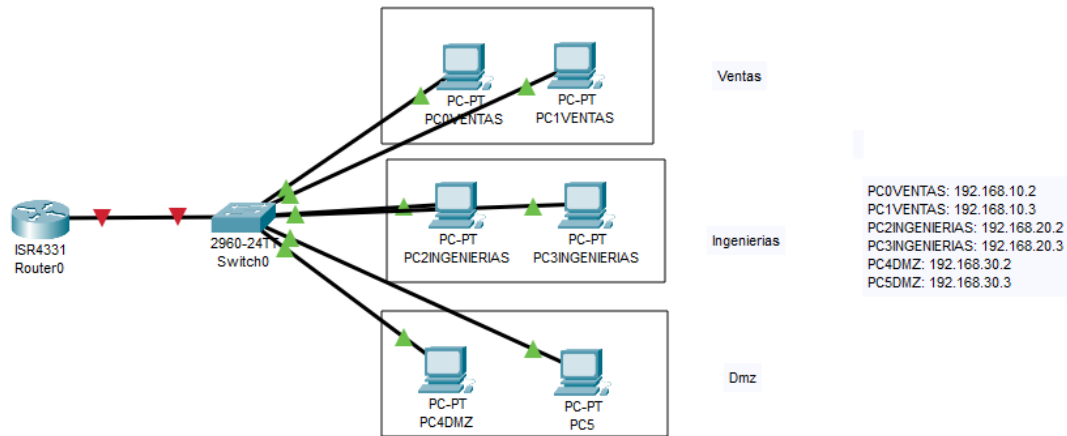 PC-PT
PC0VENTAS
PC-PT
PC1VENTAS
Ventas
ISR4331
Router0
2960-24TT
Switch0
PC-PT
PC2INGENIERIAS
PC-PT
PC3INGENIERIAS
Ingenierias
PC0VENTAS: 192.168.10.2
PC1VENTAS: 192.168.10.3
PC2INGENIERIAS: 192.168.20.2
PC3INGENIERIAS: 192.168.20.3
PC4DMZ: 192.168.30.2
PC5DMZ: 192.168.30.3
PC-PT
PC4DMZ
PC-PT
PC5
Dmz